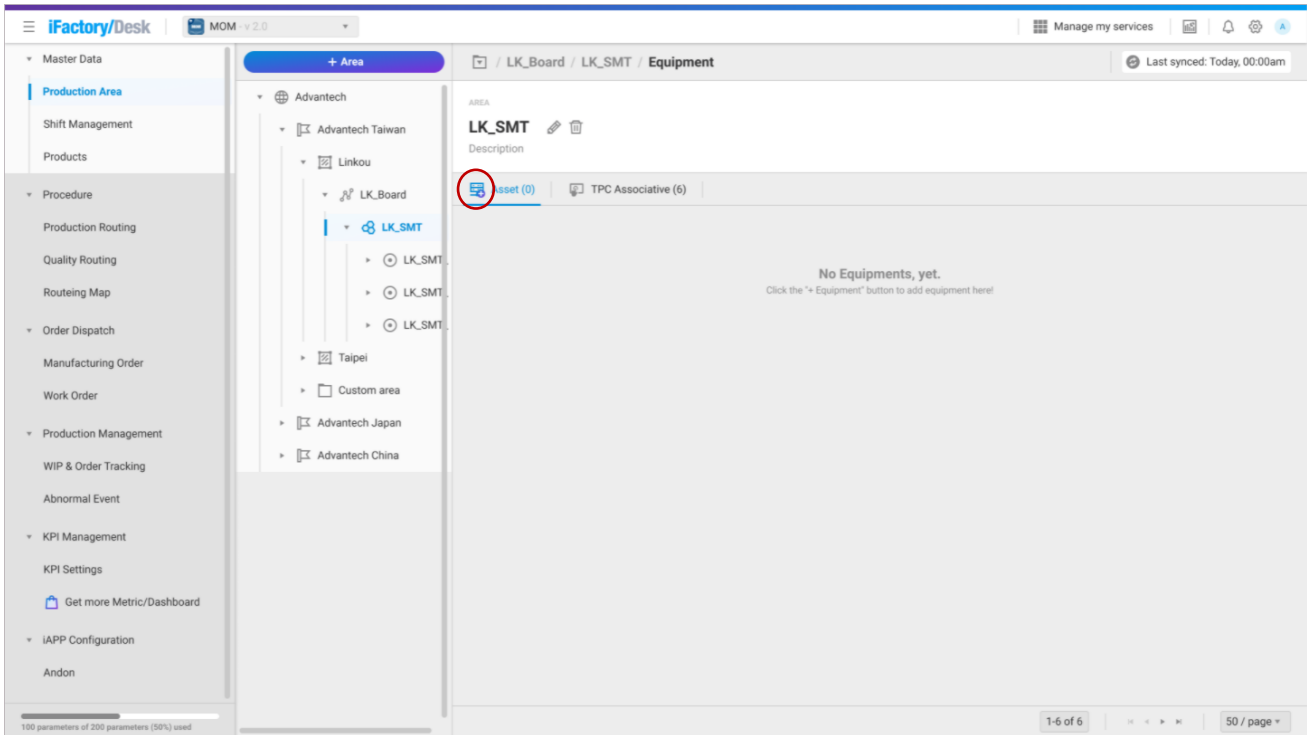 iFactory/Desk
MOM - v 2.0
Manage my services
A
Master Data
Production Area
Shift Management
Products
Procedure
Production Routing
Quality Routing
Routeing Map
Order Dispatch
Manufacturing Order
Work Order
Production Management
WIP & Order Tracking
Abnormal Event
KPI Management
KPI Settings
Get more Metric/Dashboard
iAPP Configuration
Andon
100 parameters of 200 parameters (50%) used
+ Area
Advantech
Advantech Taiwan
Linkou
LK_Board
LK_SMT
LK_SMT_
LK_SMT_
LK_SMT_
Taipei
Custom area
Advantech Japan
Advantech China
/ LK_Board / LK_SMT / Equipment
Last synced: Today, 00:00am
AREA
LK_SMT
Description
Asset (0)
TPC Associative (6)
No Equipments, yet.
Click the "+ Equipment" button to add equipment here!
1-6 of 6
50 / page